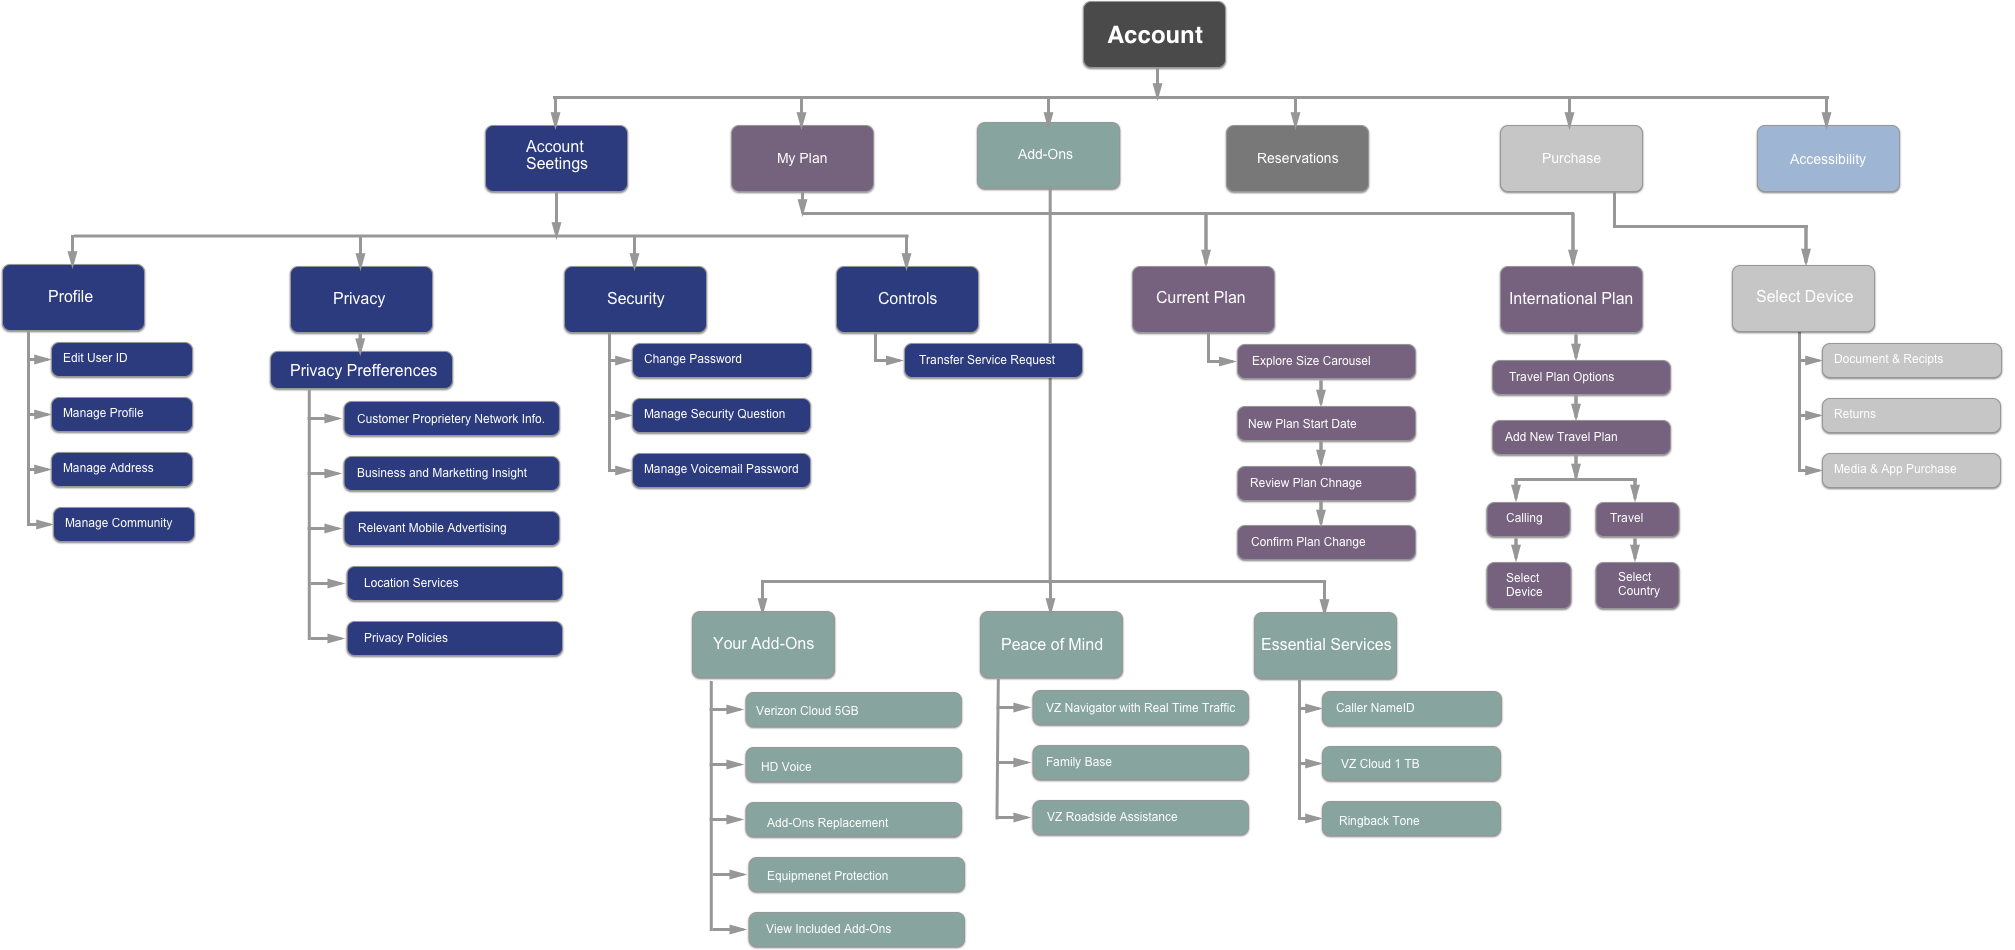 Account
Account
Seetings
My Plan
Add-Ons
Reservations
Purchase
Accessibility
Profile
Privacy
Security
Controls
Current Plan
International Plan
Select Device
Edit User ID
Manage Profile
Manage Address
Manage Community
Privacy Prefferences
Customer Proprietery Network Info.
Business and Marketting Insight
Relevant Mobile Advertising
Location Services
Privacy Policies
Change Password
Manage Security Question
Manage Voicemail Password
Transfer Service Request
Explore Size Carousel
New Plan Start Date
Review Plan Chnage
Confirm Plan Change
Travel Plan Options
Add New Travel Plan
Calling
Travel
Select
Device
Select
Country
Document & Recipts
Returns
Media & App Purchase
Your Add-Ons
Peace of Mind
Essential Services
Verizon Cloud 5GB
HD Voice
Add-Ons Replacement
Equipmenet Protection
View Included Add-Ons
VZ Navigator with Real Time Traffic
Family Base
VZ Roadside Assistance
Caller NameID
VZ Cloud 1 TB
Ringback Tone